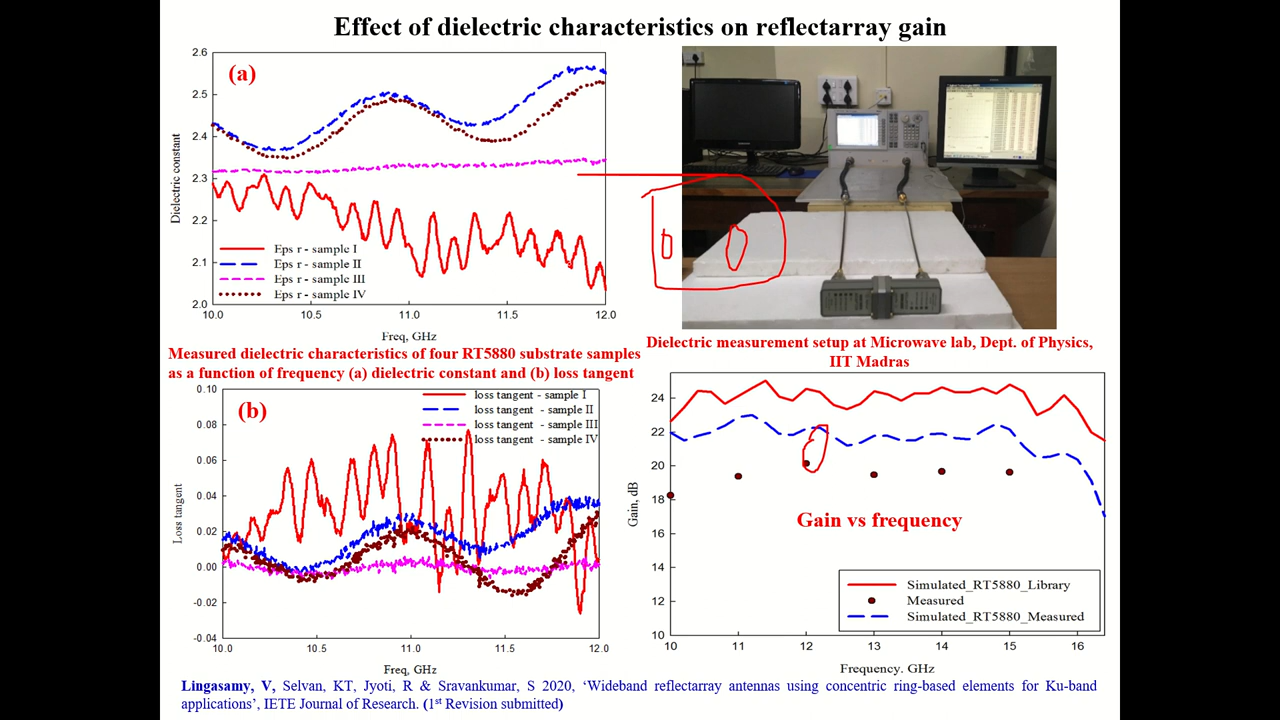 Effect of dielectric characteristics on reflectarray gain
(a)
2.6
2.5
2.4
2.3
2.2
2.1
2.0
Dielectric constant
Eps r - sample I
Eps r - sample II
Eps r - sample III
Eps r - sample IV
10.0 10.5 11.0 11.5 12.0
Freq, GHz
Measured dielectric characteristics of four RT5880 substrate samples
as a function of frequency (a) dielectric constant and (b) loss tangent
Dielectric measurement setup at Microwave lab, Dept. of Physics,
IIT Madras
(b)
0.10
0.08
0.06
0.04
0.02
0.00
-0.02
-0.04
Loss tangent
loss tangent - sample I
loss tangent - sample II
loss tangent - sample III
loss tangent - sample IV
10.0 10.5 11.0 11.5 12.0
Freq, GHz
24
22
20
18
16
14
12
10
Gain, dB
Gain vs frequency
Simulated_RT5880_Library
Measured
Simulated_RT5880_Measured
10 11 12 13 14 15 16
Frequency. GHz
Lingasamy, V, Selvan, KT, Jyoti, R & Sravankumar, S 2020, ‘Wideband reflectarray antennas using concentric ring-based elements for Ku-band
applications’, IETE Journal of Research. (1st Revision submitted)